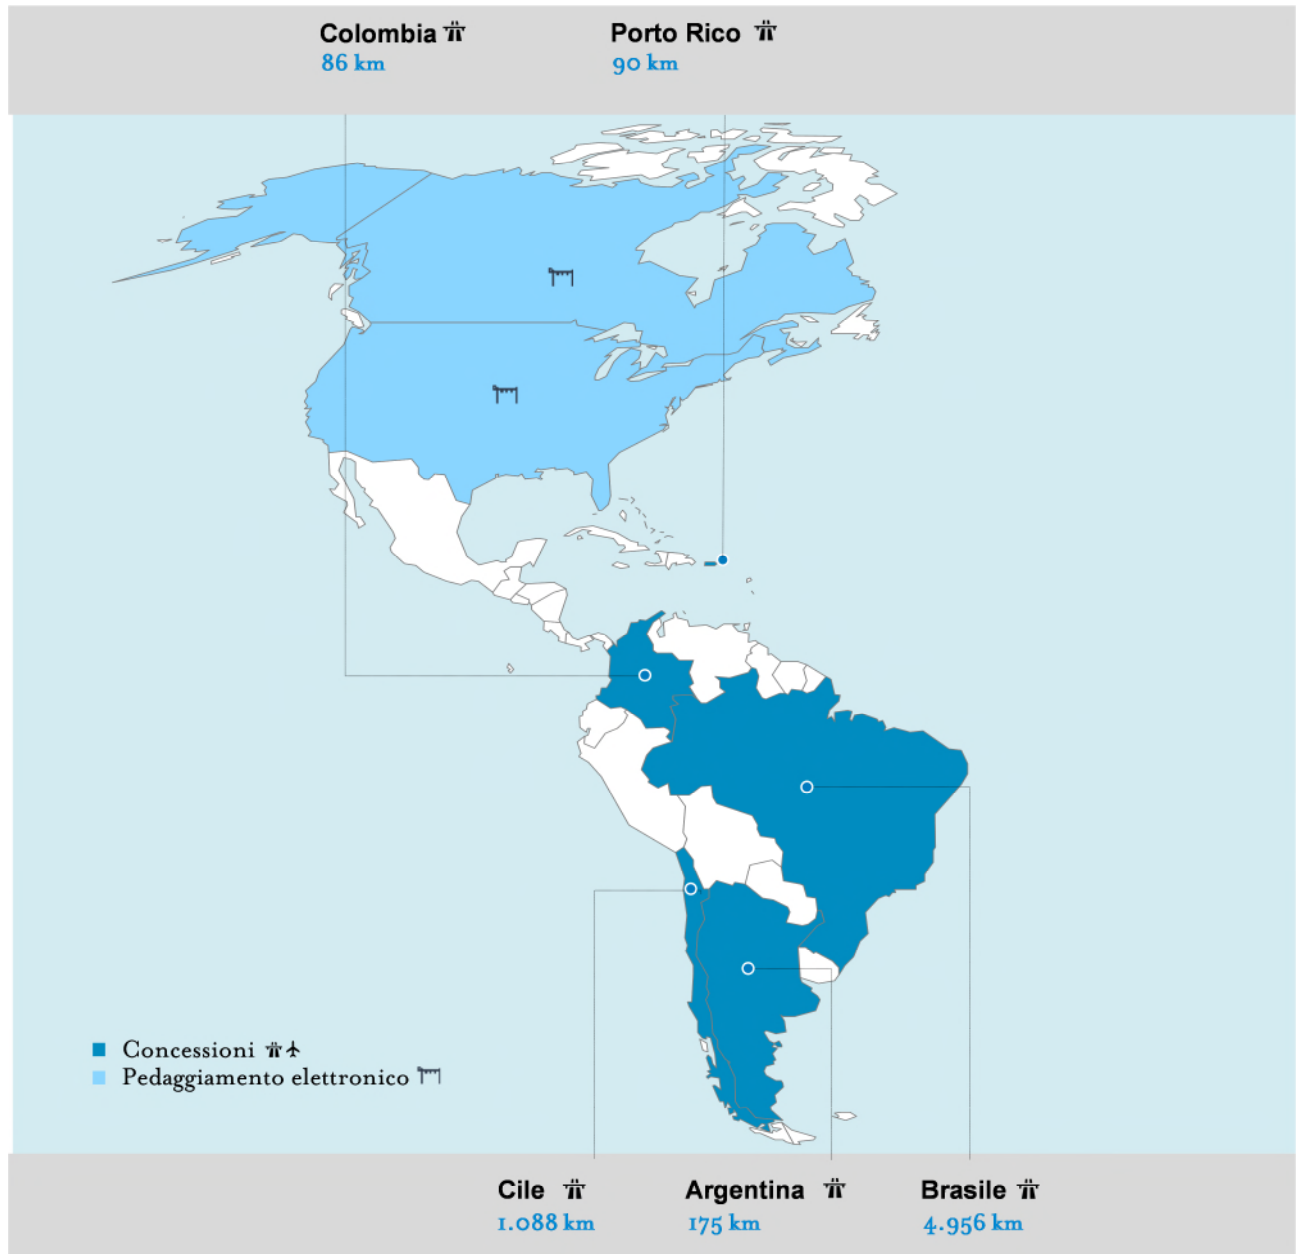 Colombia
86 km
Porto Rico
90 km
Concessioni
Pedaggiamento elettronico
Cile
1.088 km
Argentina
175 km
Brasile
4.956 km